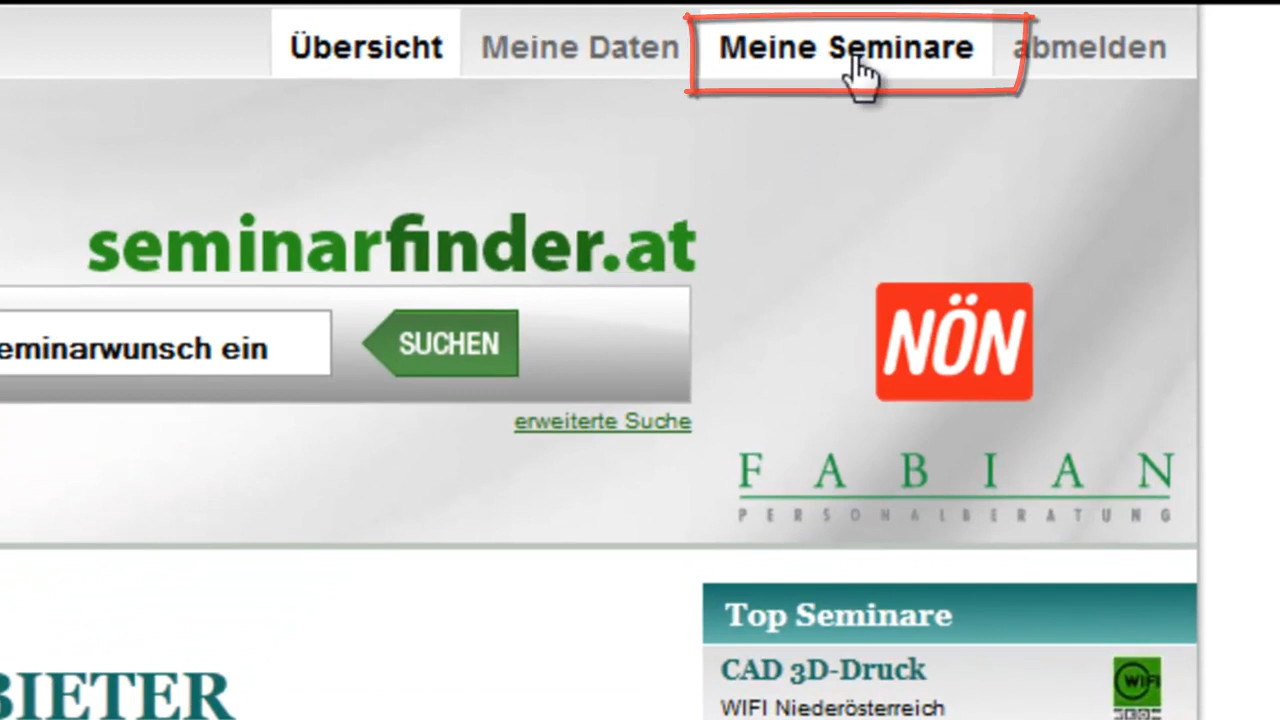 Übersicht Meine Daten Meine Seminare abmelden
seminarfinder.at
eminarwunsch ein SUCHEN
erweiterte Suche
NÖN
FABIAN
PERSONALBERATUNG
Top Seminare
BIETER
CAD 3D-Druck
WIFI
WIFI Niederösterreich